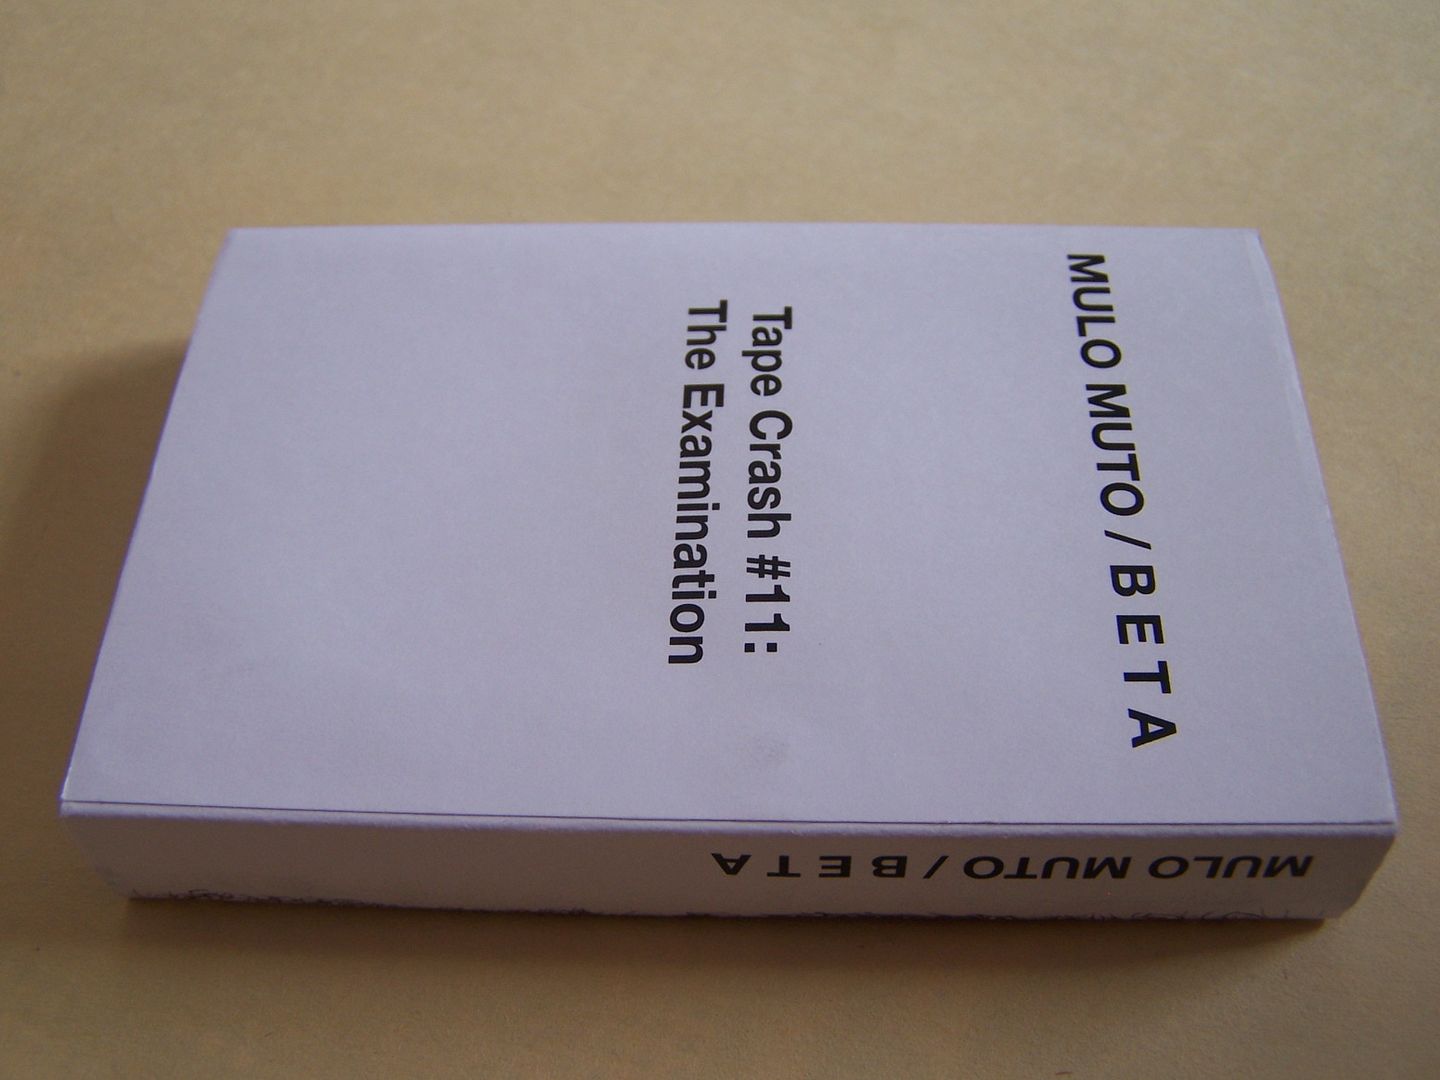 MULO MUTO / B E T A
Tape Crash #11:
The Examination
MULO MUTO / B E T A